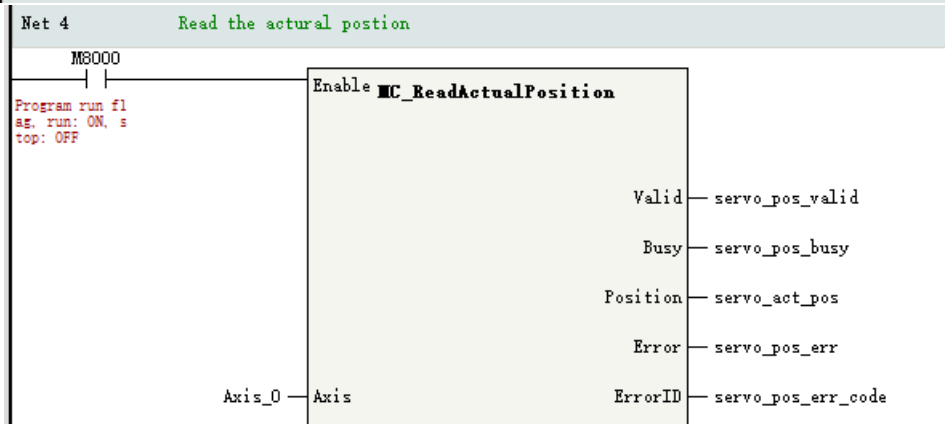 Net 4 Read the actural postion
M8000
Program run fl
ag, run: ON, s
top: OFF
Enable MC_ReadActualPosition
Valid servo_pos_valid
Busy servo_pos_busy
Position servo_act_pos
Error servo_pos_err
Axis_0 Axis ErrorID servo_pos_err_code